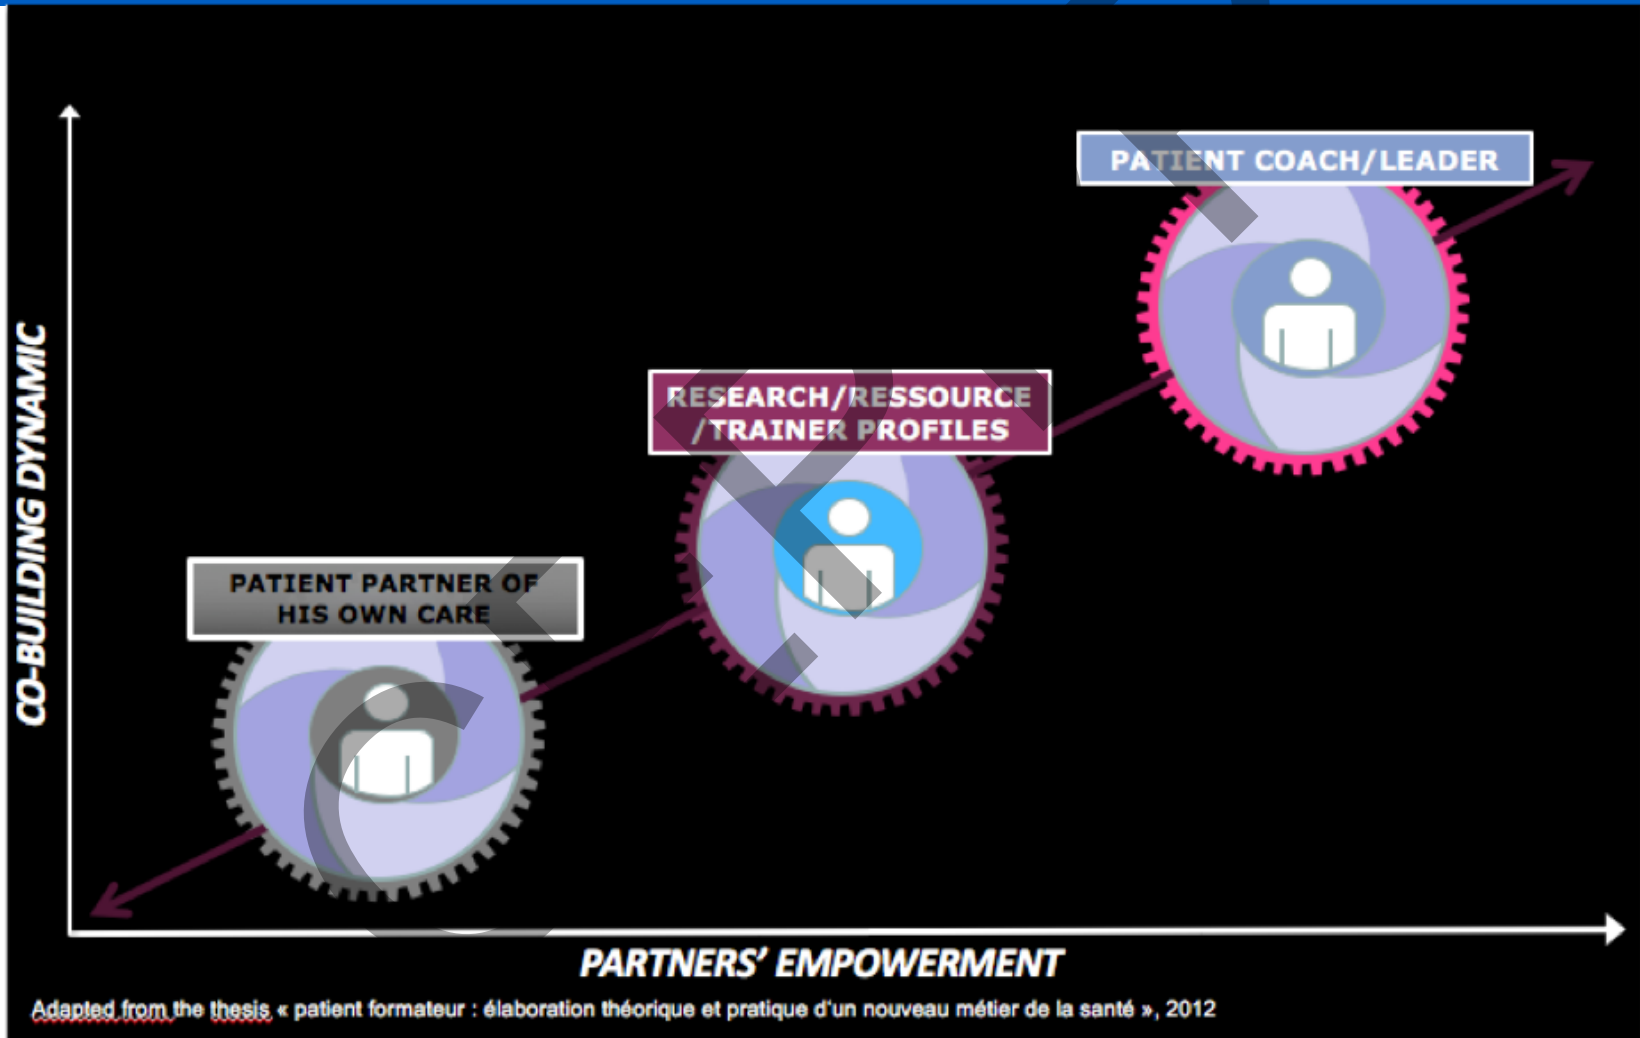 PATIENT COACH/LEADER
RESEARCH/RESSOURCE
/TRAINER PROFILES
PATIENT PARTNER OF
HIS OWN CARE
CO-BUILDING DYNAMIC
PARTNERS’ EMPOWERMENT
Adapted from the thesis « patient formateur : élaboration théorique et pratique d’un nouveau métier de la santé », 2012